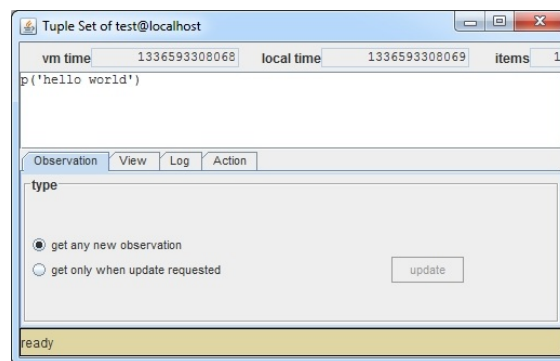 Tuple Set of test@localhost
vm time 1336593308068 local time 1336593308069 items 1
p('hello world')
Observation View Log Action
type
get any new observation
get only when update requested update
ready